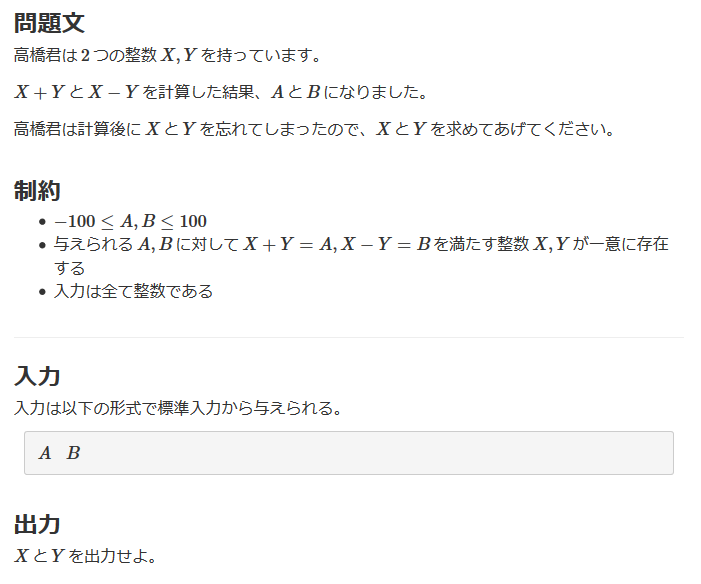 問題文
高橋君は 2 つの整数 X, Y を持っています。
X + Y と X − Y を計算した結果、A と B になりました。
高橋君は計算後に X と Y を忘れてしまったので、X と Y を求めてあげてください。
制約
• −100 ≤ A, B ≤ 100
• 与えられる A, B に対して X + Y = A, X − Y = B を満たす整数 X, Y が一意に存在
する
• 入力は全て整数である
入力
入力は以下の形式で標準入力から与えられる。
A B
出力
X と Y を出力せよ。